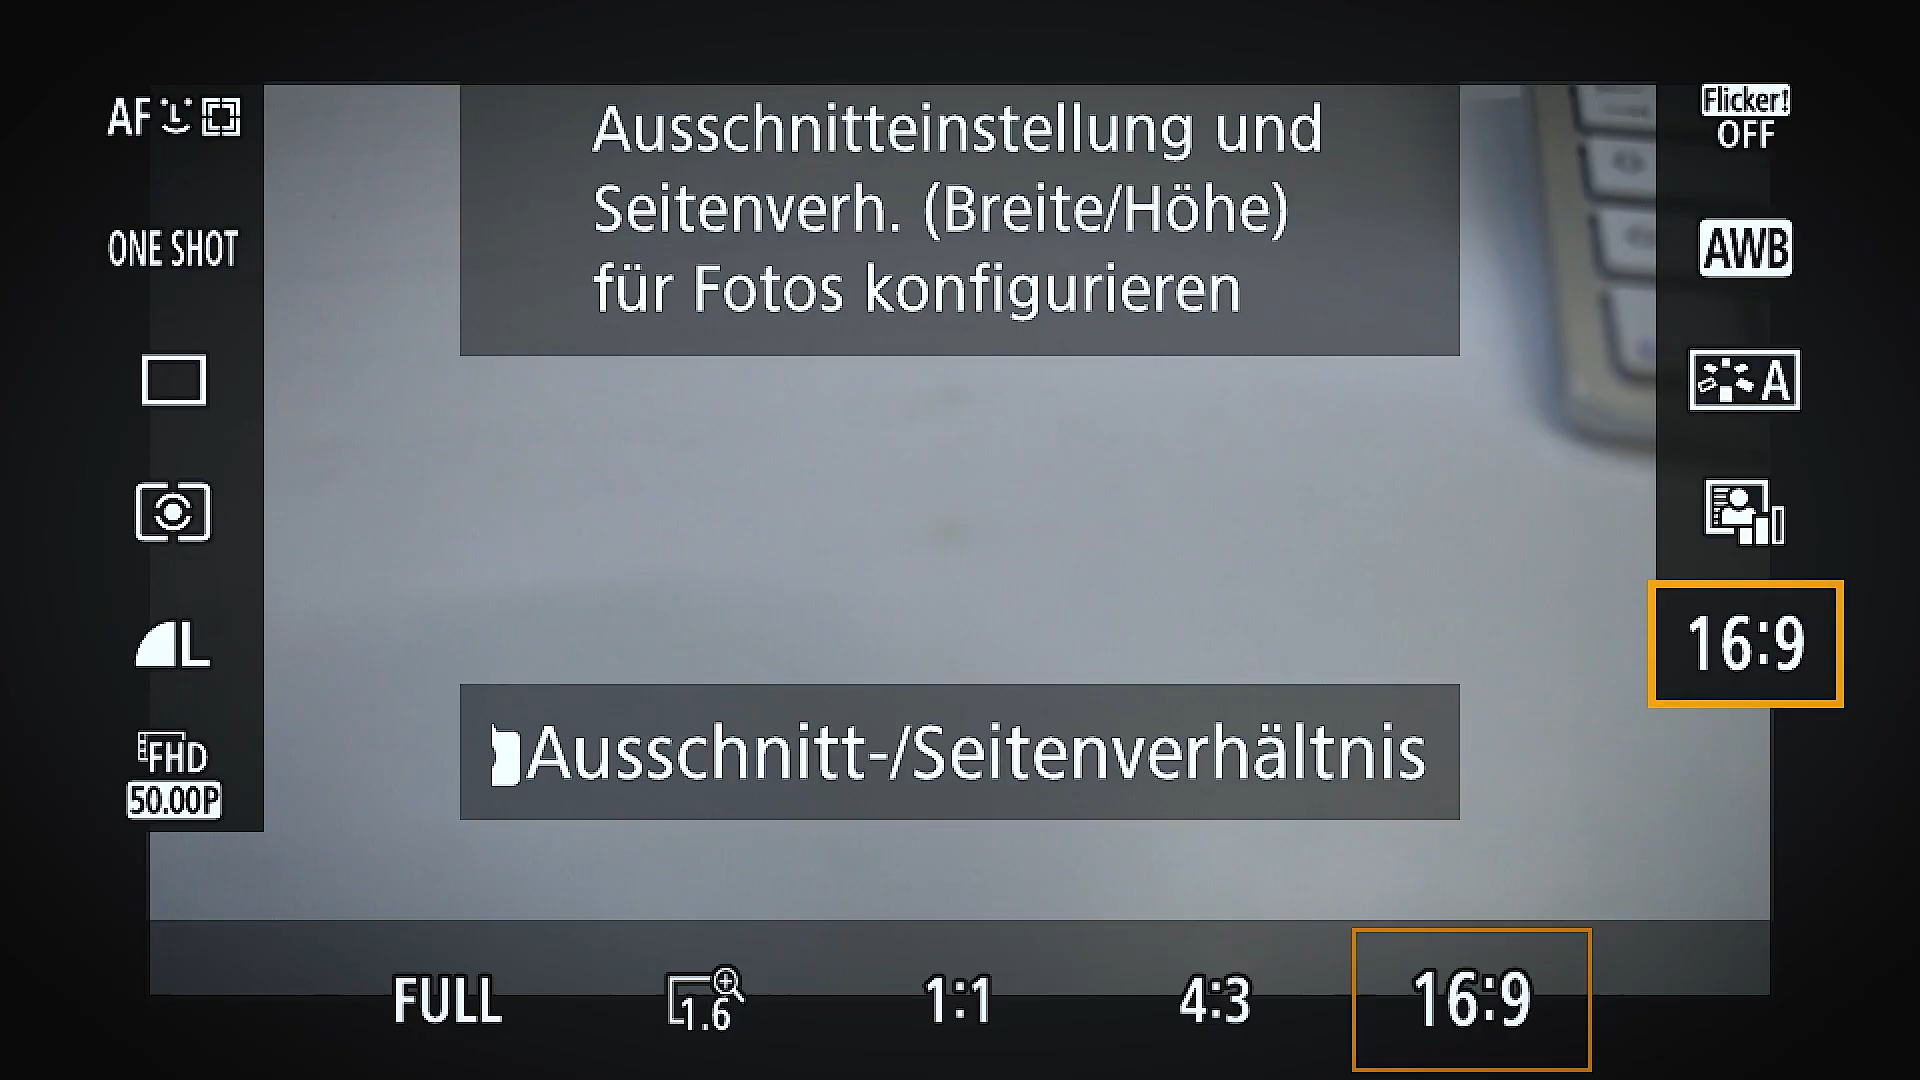 AF
Ausschnitteinstellung und
Seitenverh. (Breite/Höhe)
für Fotos konfigurieren
Flicker!
OFF
ONE SHOT
AWB
A
L
16:9
FHD
50.00P
Ausschnitt-/Seitenverhältnis
FULL
1.6
1:1
4:3
16:9